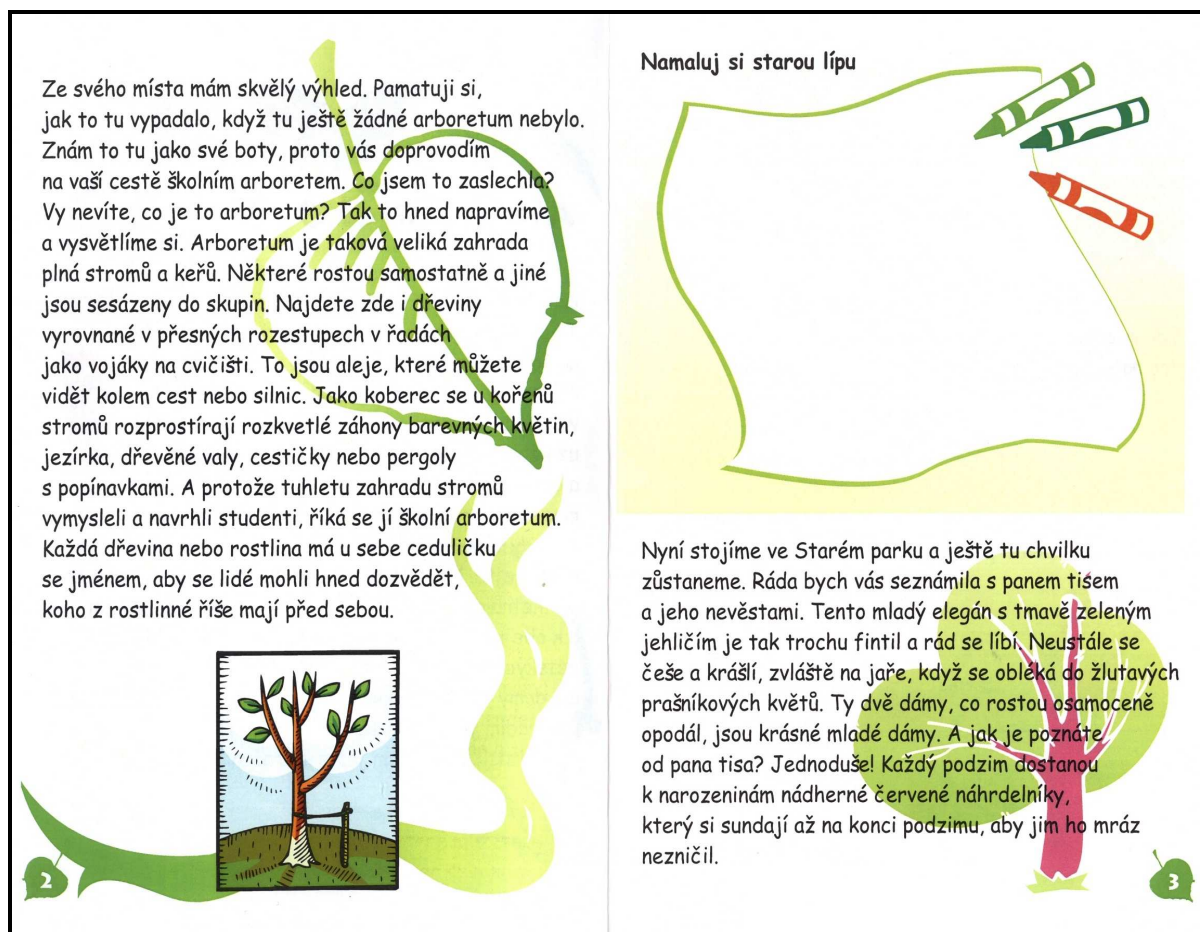 Ze svého místa mám skvělý výhled. Pamatuji si,
jak to tu vypadalo, když tu ještě žádné arboretum nebylo.
Znám to tu jako své boty, proto vás doprovodím
na vaší cestě školním arboretem. Co jsem to zaslechla?
Vy nevíte, co je to arboretum? Tak to hned napravíme
a vysvětlíme si. Arboretum je taková veliká zahrada
plná stromů a keřů. Některé rostou samostatně a jiné
jsou sesázeny do skupin. Najdete zde i dřeviny
vyrovnané v přesných rozestupech v řadách
jako vojáky na cvičišti. To jsou aleje, které můžete
vidět kolem cest nebo silnic. Jako koberec se u kořenů
stromů rozprostírají rozkvetlé záhony barevných květin,
jezírka, dřevěné valy, cestičky nebo pergoly
s popínavkami. A protože tuhletu zahradu stromů
vymysleli a navrhli studenti, říká se jí školní arboretum.
Každá dřevina nebo rostlina má u sebe ceduličku
se jménem, aby se lidé mohli hned dozvědět,
koho z rostlinné říše mají před sebou.
2
Namaluj si starou lípu
Nyní stojíme ve Starém parku a ještě tu chvilku
zůstaneme. Ráda bych vás seznámila s panem tisem
a jeho nevěstami. Tento mladý elegán s tmavě zeleným
jehličím je tak trochu fintil a rád se líbí. Neustále se
češe a krášlí, zvláště na jaře, když se obléká do žlutavých
prašníkových květů. Ty dvě dámy, co rostou osamoceně
opodál, jsou krásné mladé dámy. A jak je poznáte
od pana tisa? Jednoduše! Každý podzim dostanou
k narozeninám nádherné červené náhrdelníky,
který si sundají až na konci podzimu, aby jim ho mráz
nezničil.
3